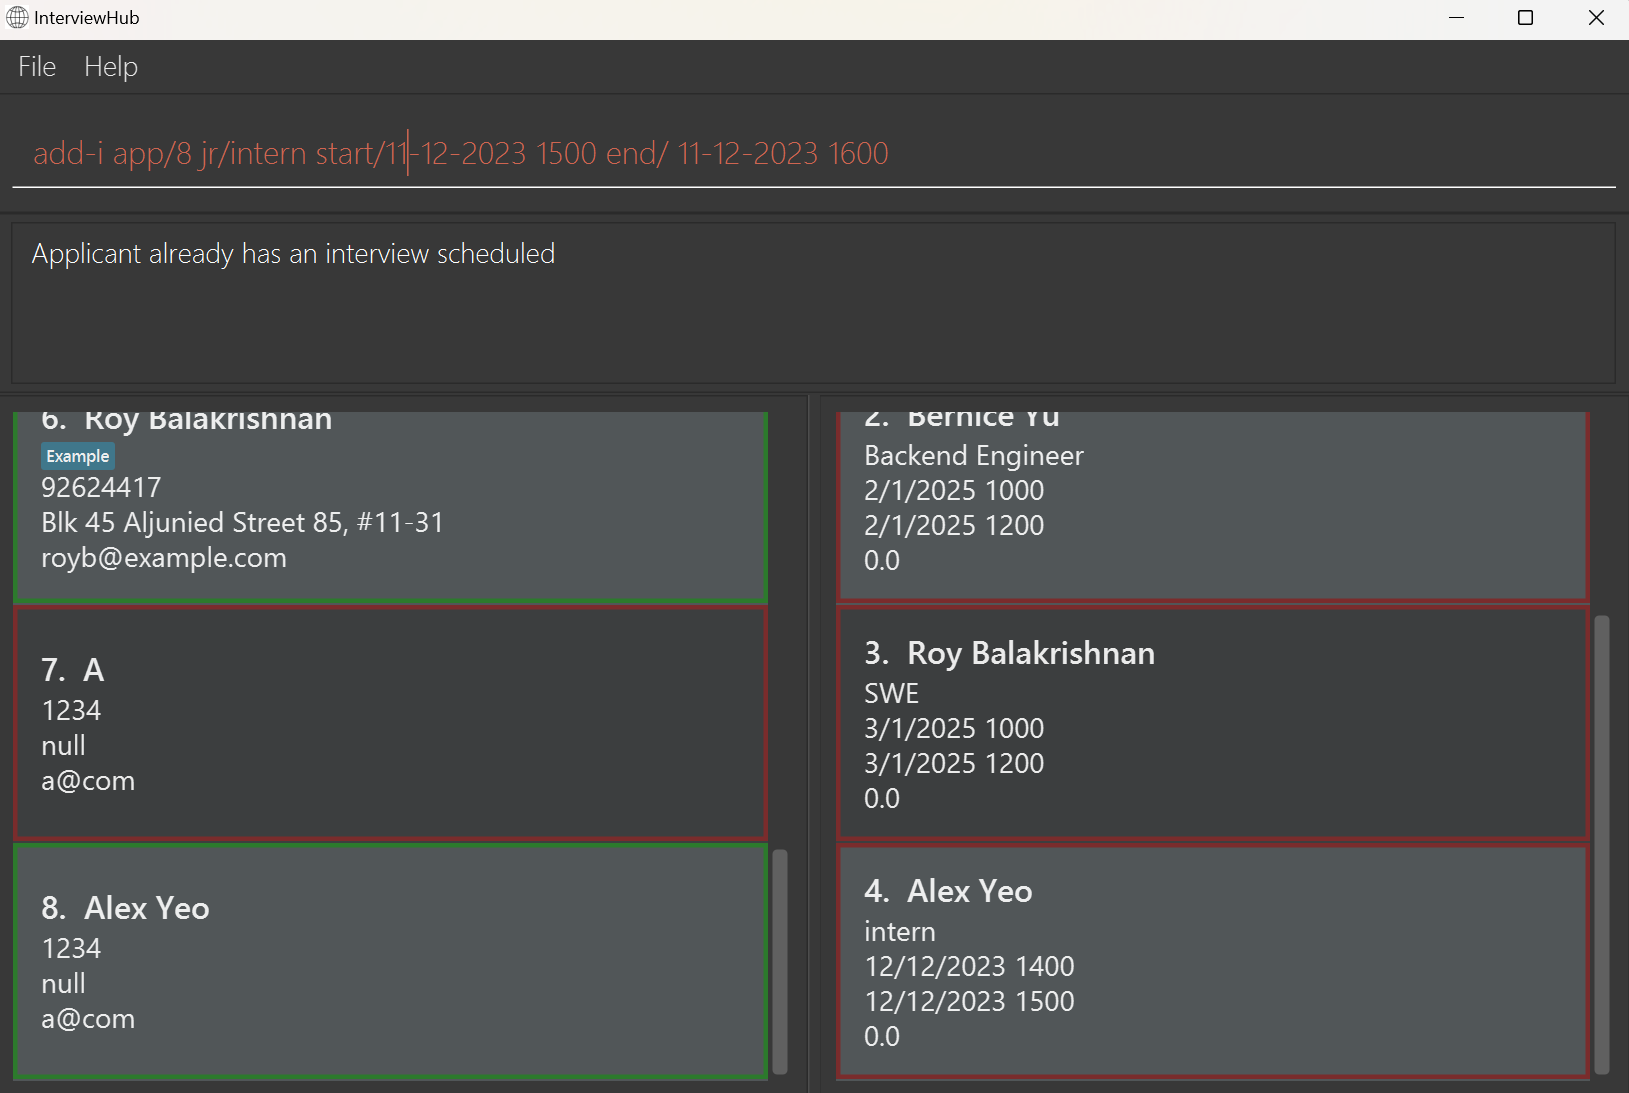 InterviewHub
File Help
add-i app/8 jr/intern start/11-12-2023 1500 end/ 11-12-2023 1600
Applicant already has an interview scheduled
6. Roy Balakrishnan
Example
92624417
Blk 45 Aljunied Street 85, #11-31
royb@example.com
7. A
1234
null
a@com
8. Alex Yeo
1234
null
a@com
2. Bernice Yu
Backend Engineer
2/1/2025 1000
2/1/2025 1200
0.0
3. Roy Balakrishnan
SWE
3/1/2025 1000
3/1/2025 1200
0.0
4. Alex Yeo
intern
12/12/2023 1400
12/12/2023 1500
0.0